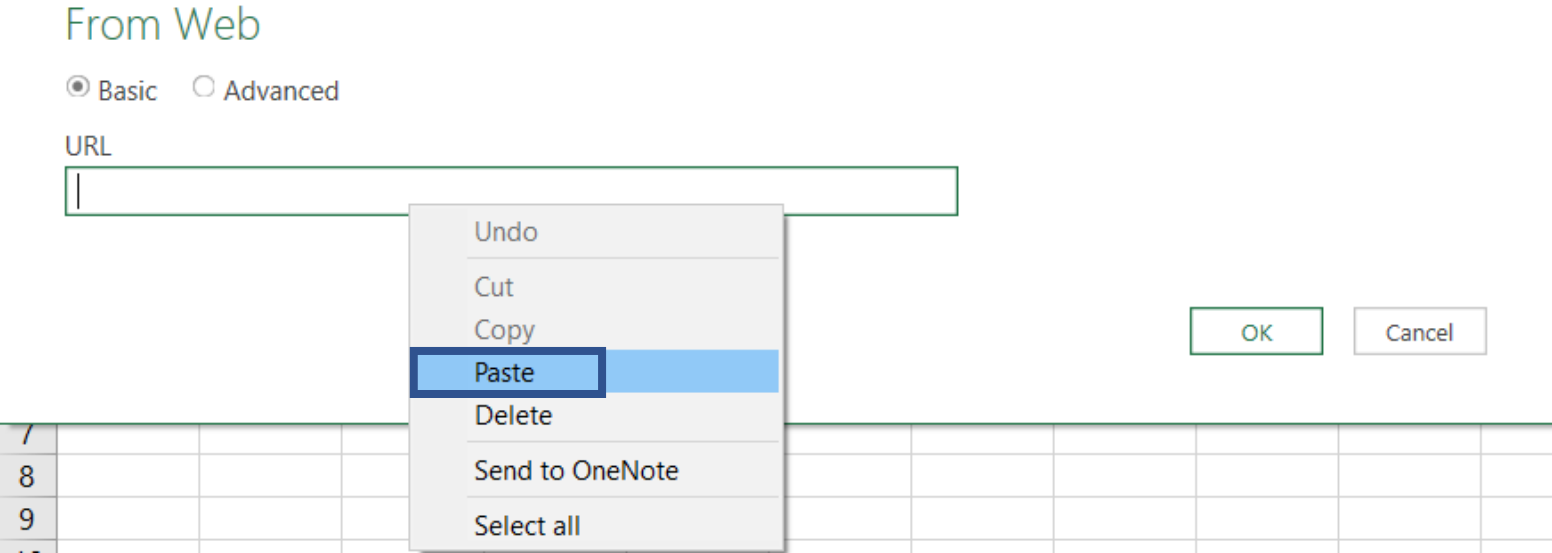 From Web
Basic Advanced
URL
Undo
Cut
Copy
OK Cancel
Paste
Delete
7
8
Send to OneNote
9
Select all